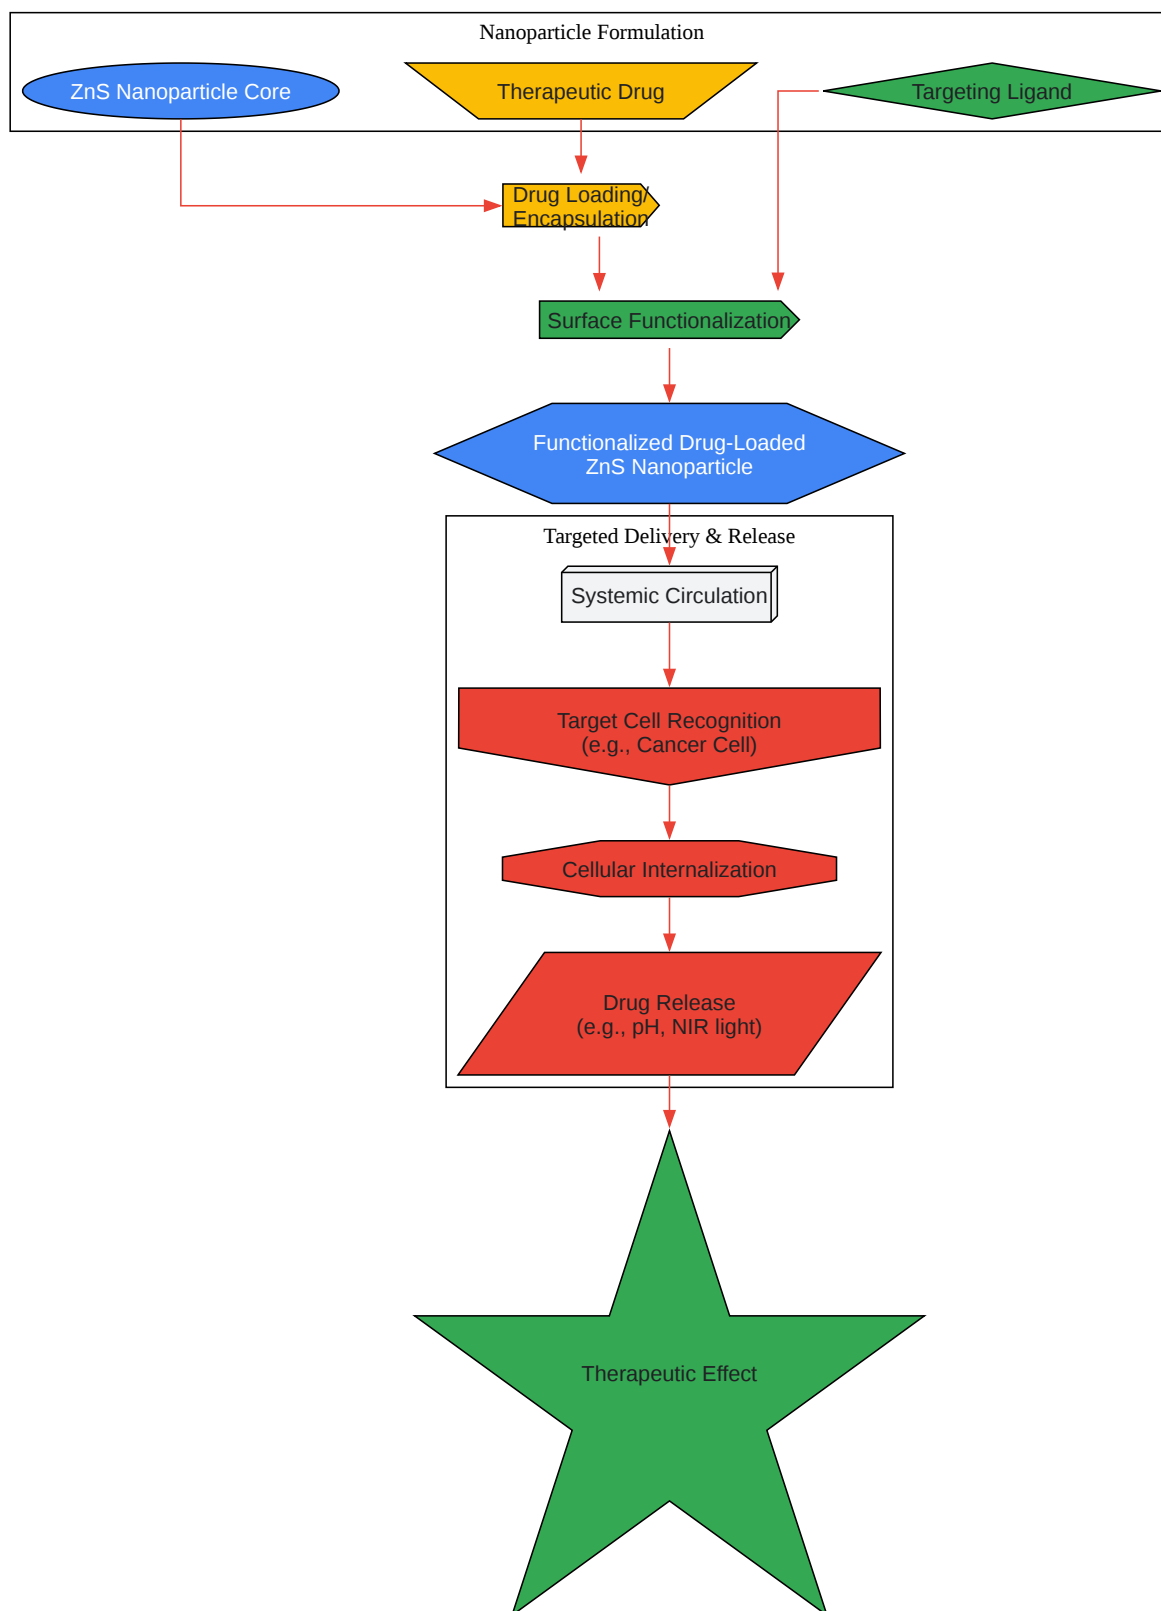 Nanoparticle Formulation
ZnS Nanoparticle Core
Therapeutic Drug
Targeting Ligand
Drug Loading/
Encapsulation
Surface Functionalization
Functionalized Drug-Loaded
ZnS Nanoparticle
Targeted Delivery & Release
Systemic Circulation
Target Cell Recognition
(e.g., Cancer Cell)
Cellular Internalization
Drug Release
(e.g., pH, NIR light)
Therapeutic Effect